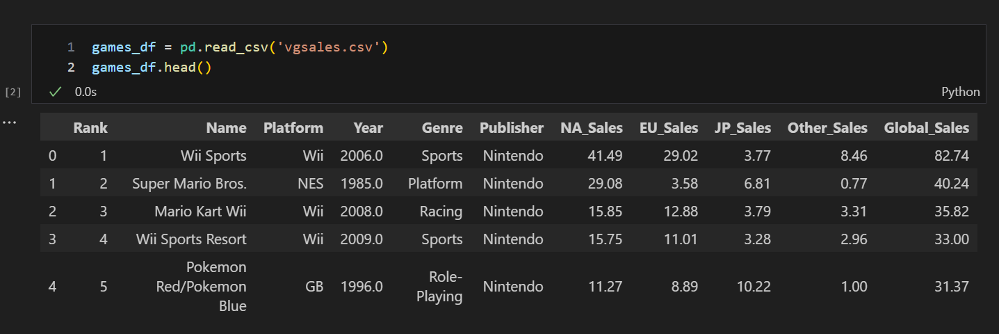 1 games_df = pd.read_csv('vgsales.csv')
2 games_df.head()
[2] ✓ 0.0s Python
...
Rank Name Platform Year Genre Publisher NA_Sales EU_Sales JP_Sales Other_Sales Global_Sales
0 1 Wii Sports Wii 2006.0 Sports Nintendo 41.49 29.02 3.77 8.46 82.74
1 2 Super Mario Bros. NES 1985.0 Platform Nintendo 29.08 3.58 6.81 0.77 40.24
2 3 Mario Kart Wii Wii 2008.0 Racing Nintendo 15.85 12.88 3.79 3.31 35.82
3 4 Wii Sports Resort Wii 2009.0 Sports Nintendo 15.75 11.01 3.28 2.96 33.00
4 5 Pokemon Red/Pokemon Blue GB 1996.0 Role-Playing Nintendo 11.27 8.89 10.22 1.00 31.37